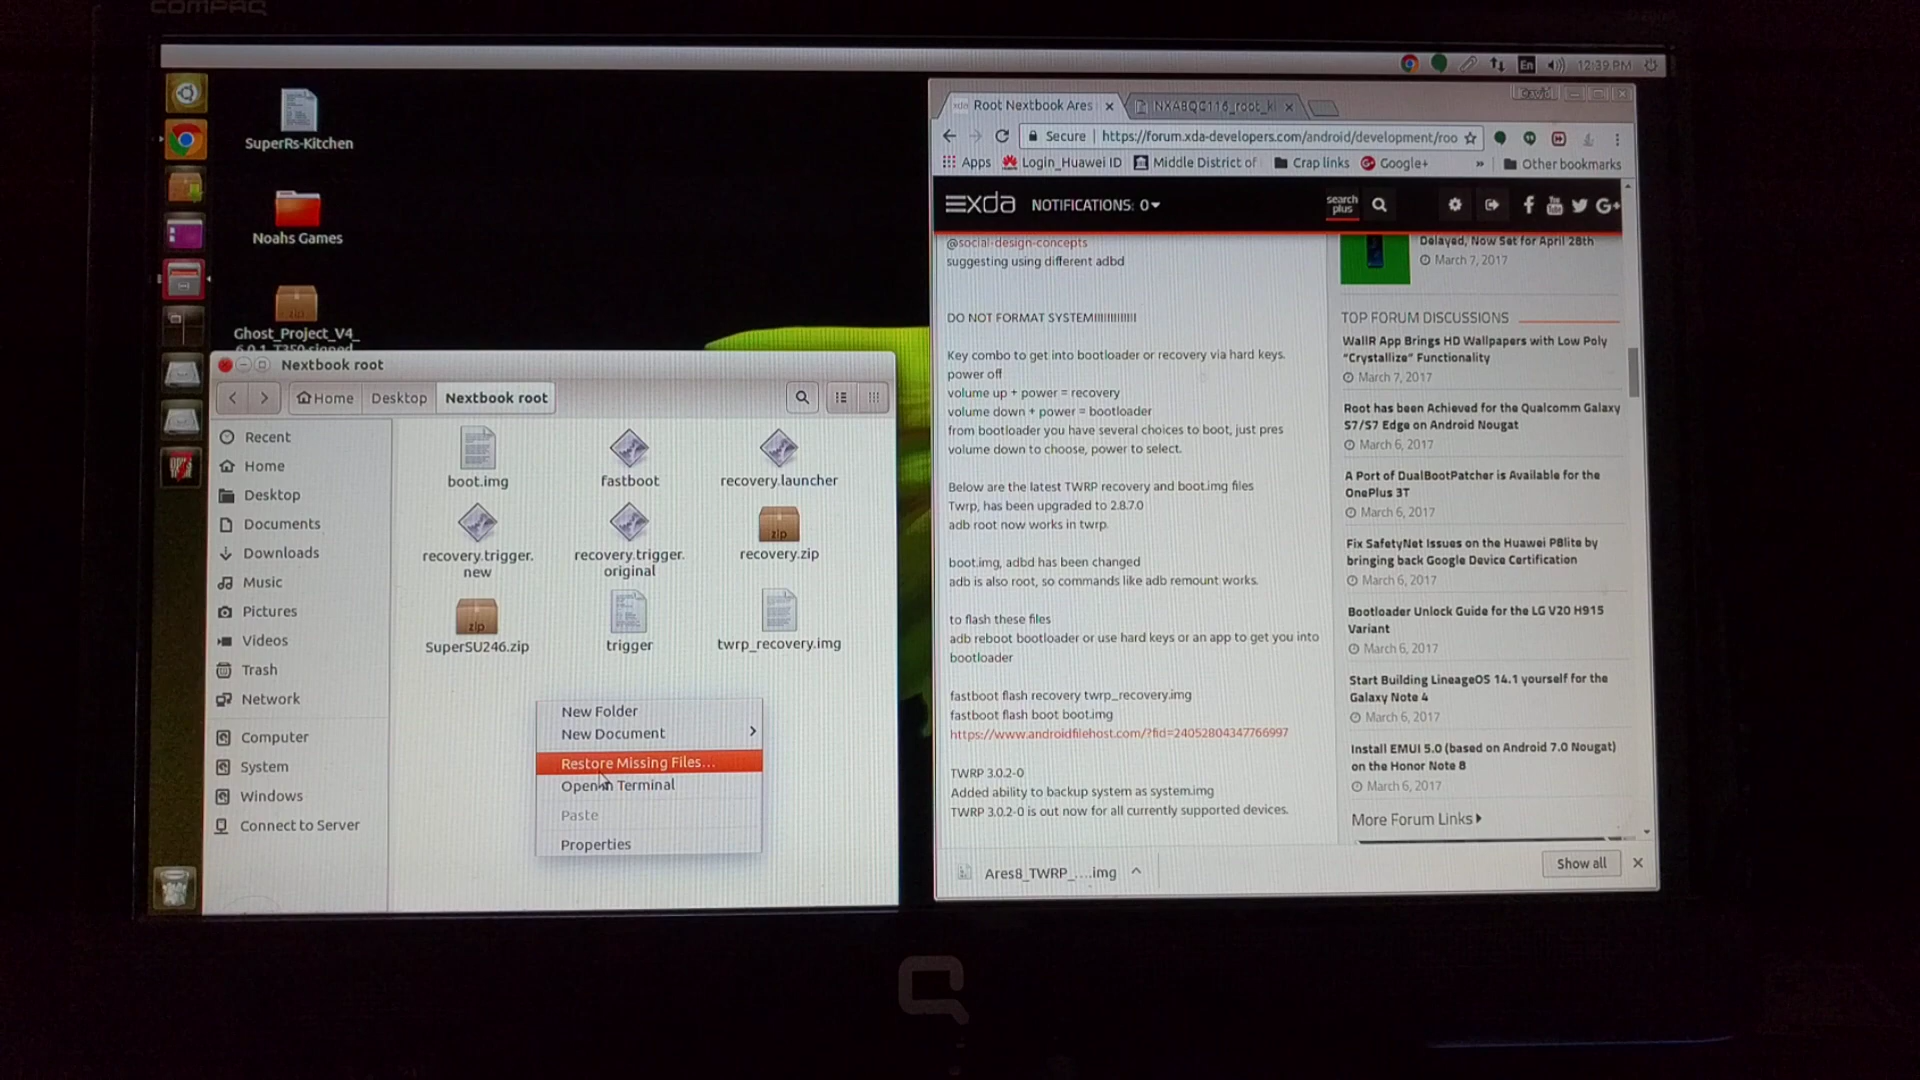 COMPAQ
En
12:39 PM
SuperRs-Kitchen
Noahs Games
zip
Ghost_Project_V4_
Nextbook root
Home
Desktop
Nextbook root
Recent
Home
Desktop
Documents
Downloads
Music
Pictures
Videos
Trash
Network
Computer
System
Windows
Connect to Server
boot.img
fastboot
recovery.launcher
recovery.trigger.
new
recovery.trigger.
original
zip
recovery.zip
zip
SuperSU246.zip
trigger
twrp_recovery.img
New Folder
New Document
Restore Missing Files...
Open in Terminal
Paste
Properties
Root Nextbook Ares
NXA8QC116_root_ki
David
Secure
https://forum.xda-developers.com/android/development/roo
Apps
Login_Huawei ID
Middle District of
Crap links
Google+
»
Other bookmarks
xda
NOTIFICATIONS: 0
search
plus
@social-design-concepts
suggesting using different adbd
DO NOT FORMAT SYSTEM!!!!!!!!!!!!!
Key combo to get into bootloader or recovery via hard keys.
power off
volume up + power = recovery
volume down + power = bootloader
from bootloader you have several choices to boot, just pres
volume down to choose, power to select.
Below are the latest TWRP recovery and boot.img files
Twrp, has been upgraded to 2.8.7.0
adb root now works in twrp.
boot.img, adbd has been changed
adb is also root, so commands like adb remount works.
to flash these files
adb reboot bootloader or use hard keys or an app to get you into
bootloader
fastboot flash recovery twrp_recovery.img
fastboot flash boot boot.img
https://www.androidfilehost.com/?fid=24052804347766997
TWRP 3.0.2-0
Added ability to backup system as system.img
TWRP 3.0.2-0 is out now for all currently supported devices.
Delayed, Now Set for April 28th
March 7, 2017
TOP FORUM DISCUSSIONS
WallR App Brings HD Wallpapers with Low Poly
“Crystallize” Functionality
March 7, 2017
Root has been Achieved for the Qualcomm Galaxy
S7/S7 Edge on Android Nougat
March 6, 2017
A Port of DualBootPatcher is Available for the
OnePlus 3T
March 6, 2017
Fix SafetyNet Issues on the Huawei P8lite by
bringing back Google Device Certification
March 6, 2017
Bootloader Unlock Guide for the LG V20 H915
Variant
March 6, 2017
Start Building LineageOS 14.1 yourself for the
Galaxy Note 4
March 6, 2017
Install EMUI 5.0 (based on Android 7.0 Nougat)
on the Honor Note 8
March 6, 2017
More Forum Links
Ares8_TWRP_....img
Show all